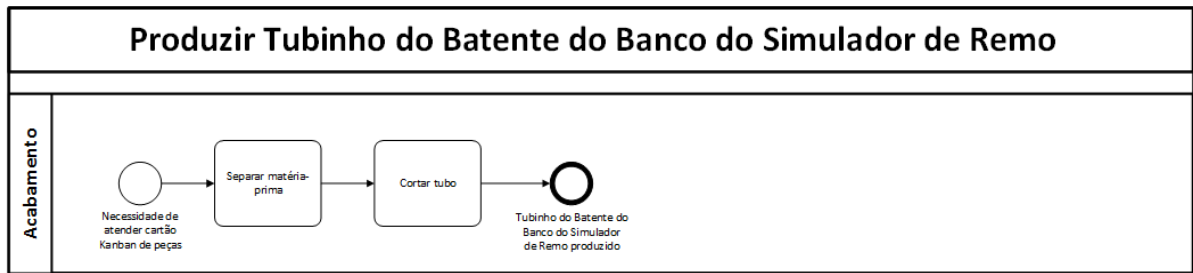 Produzir Tubinho do Batente do Banco do Simulador de Remo
Acabamento
Separar matéria-
prima
Cortar tubo
Necessidade de
atender cartão
Kanban de peças
Tubinho do Batente do
Banco do Simulador
de Remo produzido